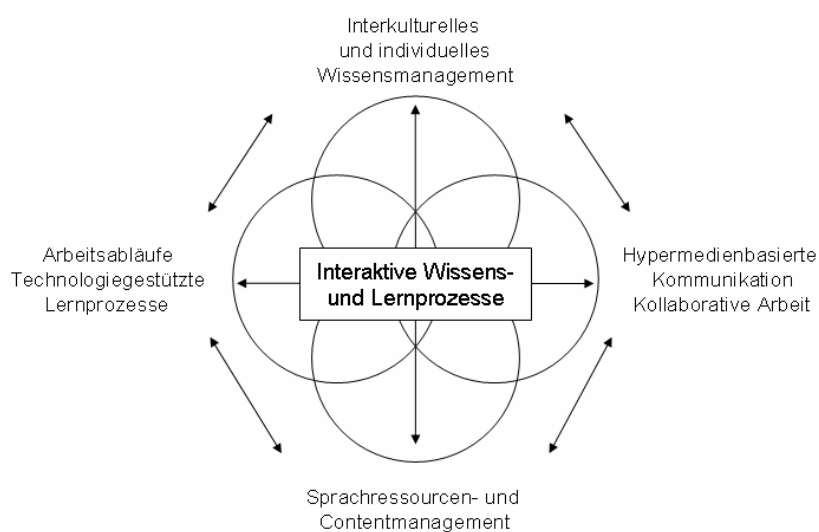 Interkulturelles
und individuelles
Wissensmanagement
Arbeitsabläufe
Technologiegestützte
Lernprozesse
Interaktive Wissens-
und Lernprozesse
Hypermedienbasierte
Kommunikation
Kollaborative Arbeit
Sprachressourcen- und
Contentmanagement